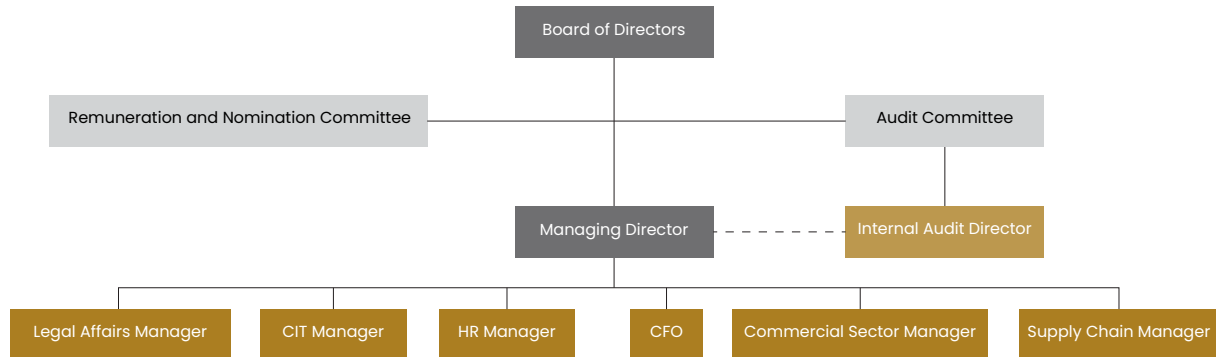 Board of Directors
Remuneration and Nomination Committee
Audit Committee
Managing Director
Internal Audit Director
Legal Affairs Manager
CIT Manager
HR Manager
CFO
Commercial Sector Manager
Supply Chain Manager